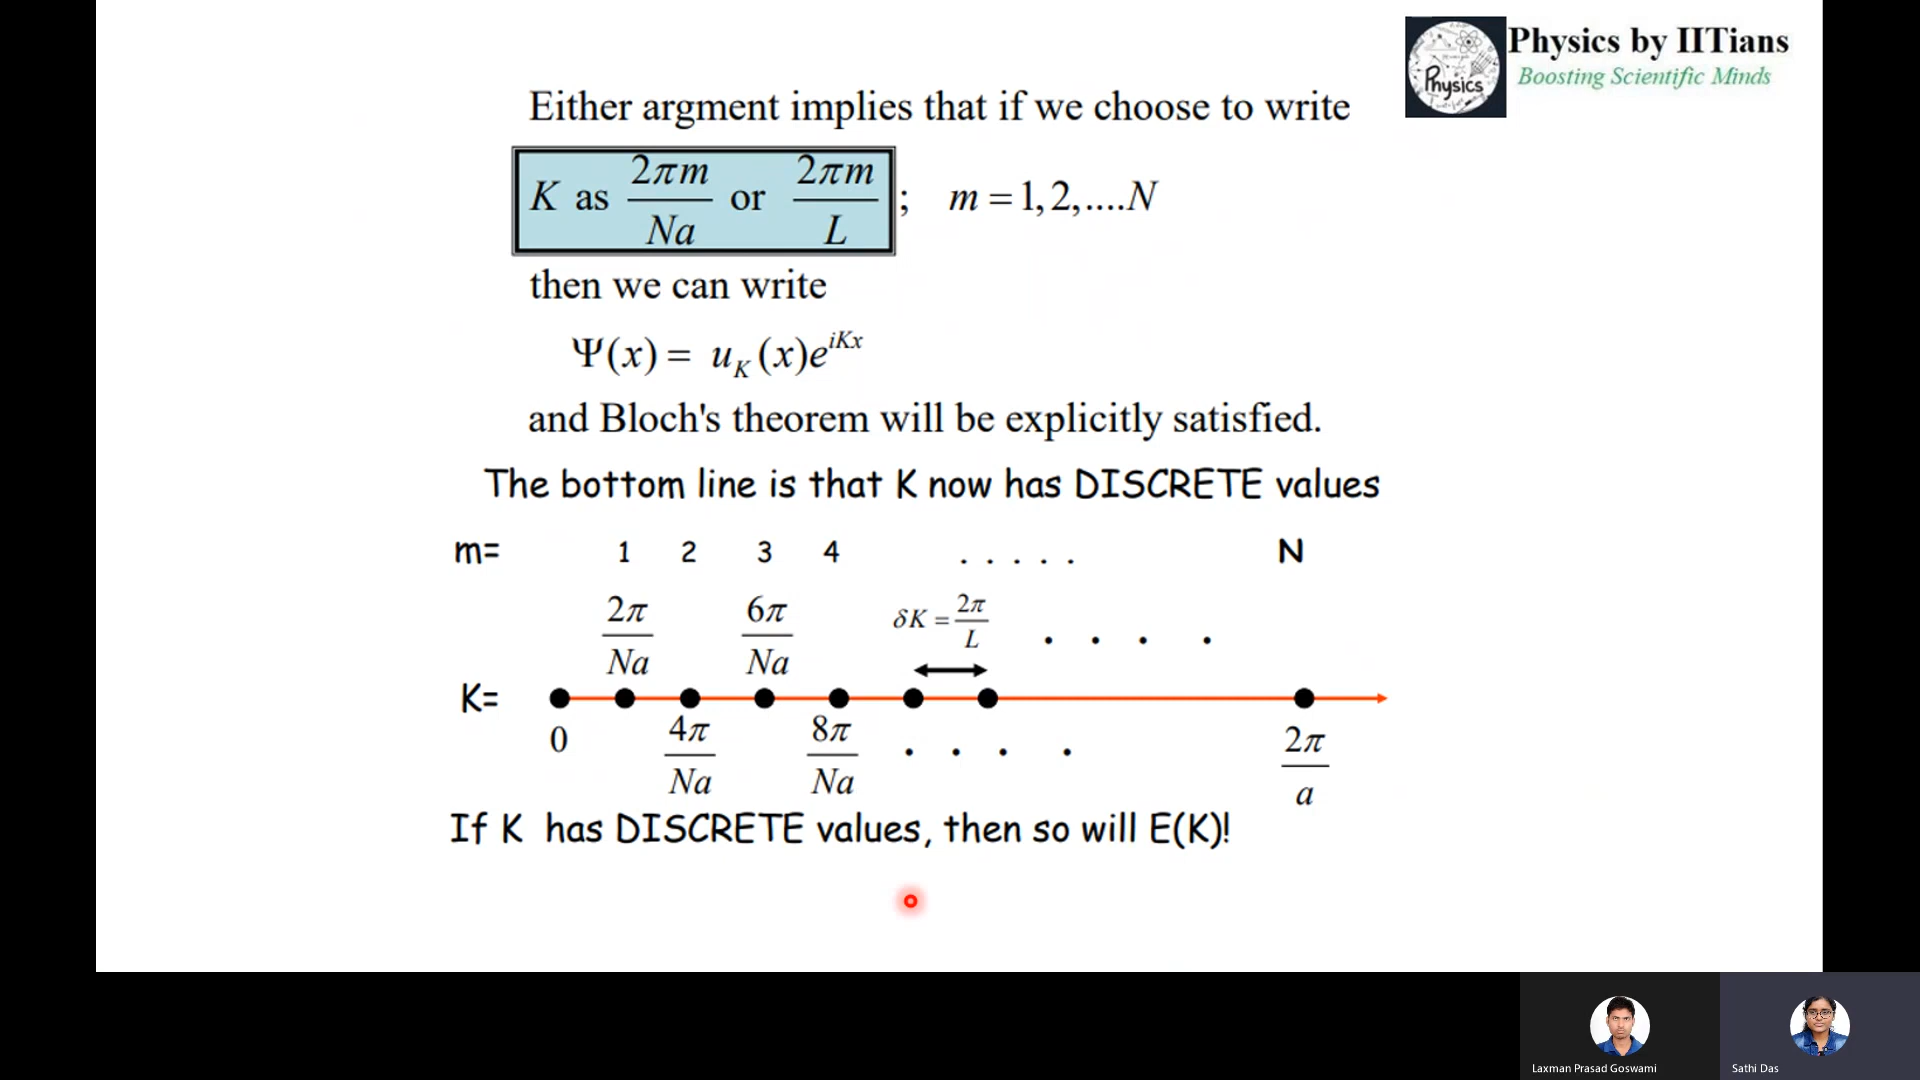 Physics by IITians
Boosting Scientific Minds
Physics
Either argment implies that if we choose to write
K as 2πm/Na or 2πm/L ; m = 1, 2, ....N
then we can write
Ψ(x) = u_K(x)e^{iKx}
and Bloch's theorem will be explicitly satisfied.
The bottom line is that K now has DISCRETE values
m= 1 2 3 4 . . . . . N
2π/Na 6π/Na δK = 2π/L . . . .
K=
0 4π/Na 8π/Na . . . . 2π/a
If K has DISCRETE values, then so will E(K)!
Laxman Prasad Goswami
Sathi Das